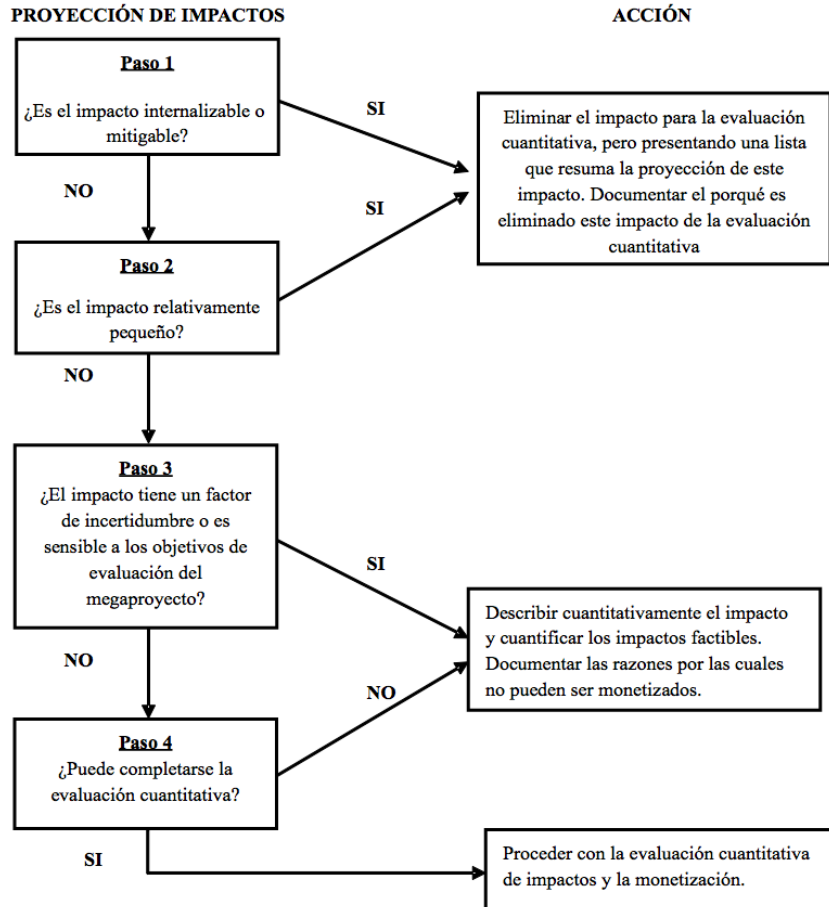 PROYECCIÓN DE IMPACTOS
ACCIÓN
Paso 1
¿Es el impacto internalizable o
mitigable?
SI
Eliminar el impacto para la evaluación
cuantitativa, pero presentando una lista
que resuma la proyección de este
impacto. Documentar el porqué es
eliminado este impacto de la evaluación
cuantitativa
NO
SI
Paso 2
¿Es el impacto relativamente
pequeño?
NO
Paso 3
¿El impacto tiene un factor
de incertidumbre o es
sensible a los objetivos de
evaluación del
megaproyecto?
SI
Describir cuantitativamente el impacto
y cuantificar los impactos factibles.
Documentar las razones por las cuales
no pueden ser monetizados.
NO
NO
Paso 4
¿Puede completarse la
evaluación cuantitativa?
SI
Proceder con la evaluación cuantitativa
de impactos y la monetización.